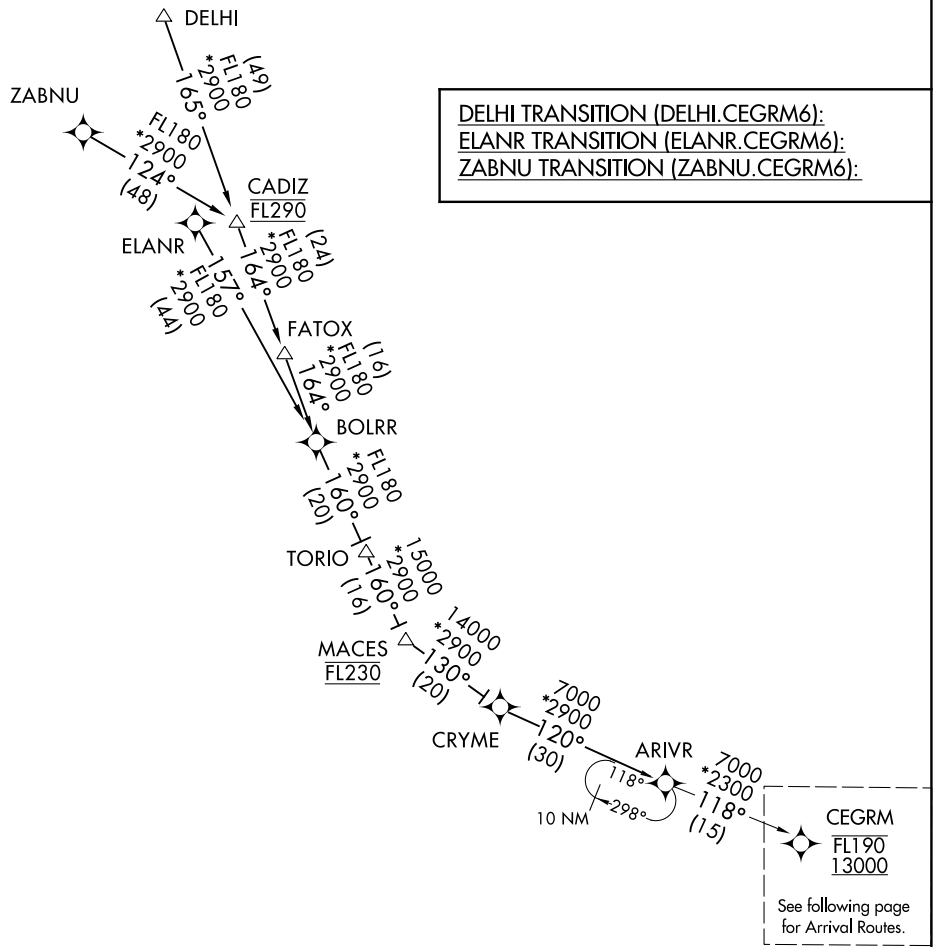 DELHI
(49)
FL180
*2900
165°
ZABNU
FL180
*2900
124°
(48)
DELHI TRANSITION (DELHI.CEGRM6):
ELANR TRANSITION (ELANR.CEGRM6):
ZABNU TRANSITION (ZABNU.CEGRM6):
CADIZ
FL290
ELANR
157°
FL180
*2900
(44)
(24)
FL180
*2900
164°
FATOX
(16)
FL180
*2900
164°
BOLRR
FL180
*2900
160°
(20)
TORIO
15000
*2900
160°
(16)
MACES
FL230
14000
*2900
130°
(20)
CRYME
7000
*2900
120°
(30)
ARIVR
118°
298°
10 NM
7000
*2300
118°
(15)
CEGRM
FL190
13000
See following page
for Arrival Routes.